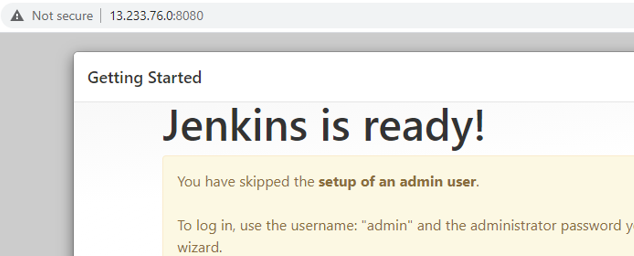 Not secure | 13.233.76.0:8080
Getting Started
Jenkins is ready!
You have skipped the setup of an admin user.
To log in, use the username: "admin" and the administrator password
wizard.